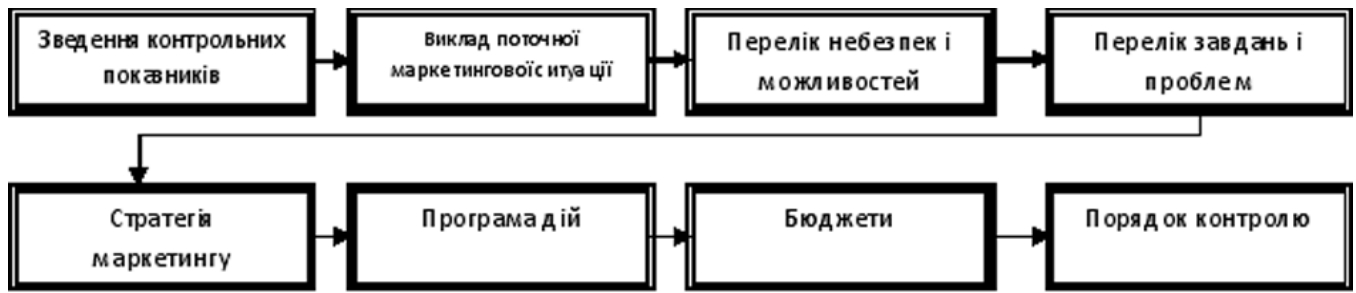 Зведення контрольних
показників
Виклад поточної
маркетингової ситуації
Перелік небезпек і
можливостей
Перелік завдань і
проблем
Стратегія
маркетингу
Програма дій
Бюджети
Порядок контролю